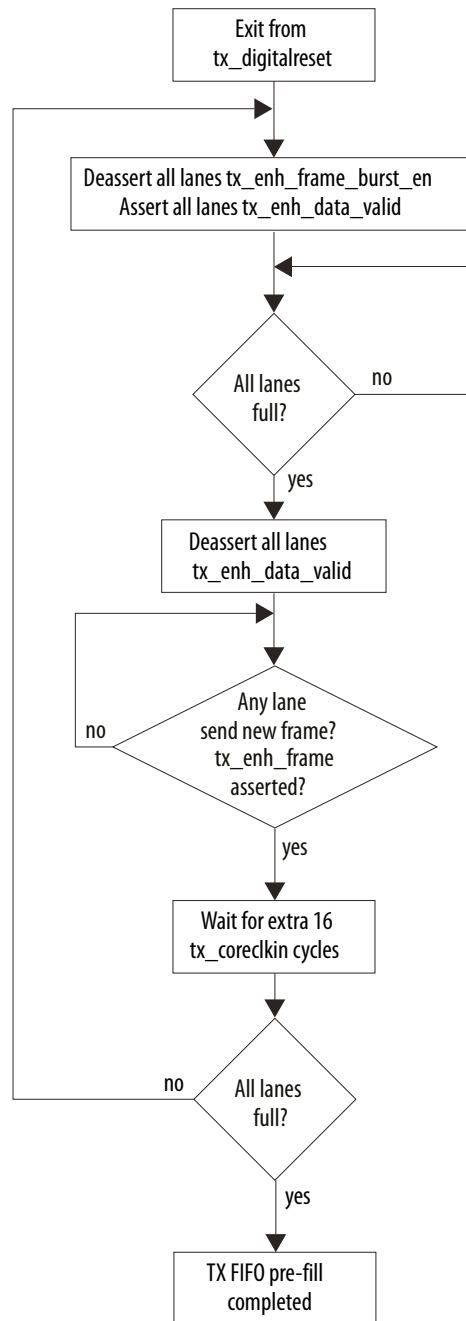 Exit from
tx_digitalreset
Deassert all lanes tx_enh_frame_burst_en
Assert all lanes tx_enh_data_valid
All lanes
full?
no
yes
Deassert all lanes
tx_enh_data_valid
Any lane
send new frame?
tx_enh_frame
asserted?
no
yes
Wait for extra 16
tx_coreclkin cycles
All lanes
full?
no
yes
TX FIFO pre-fill
completed